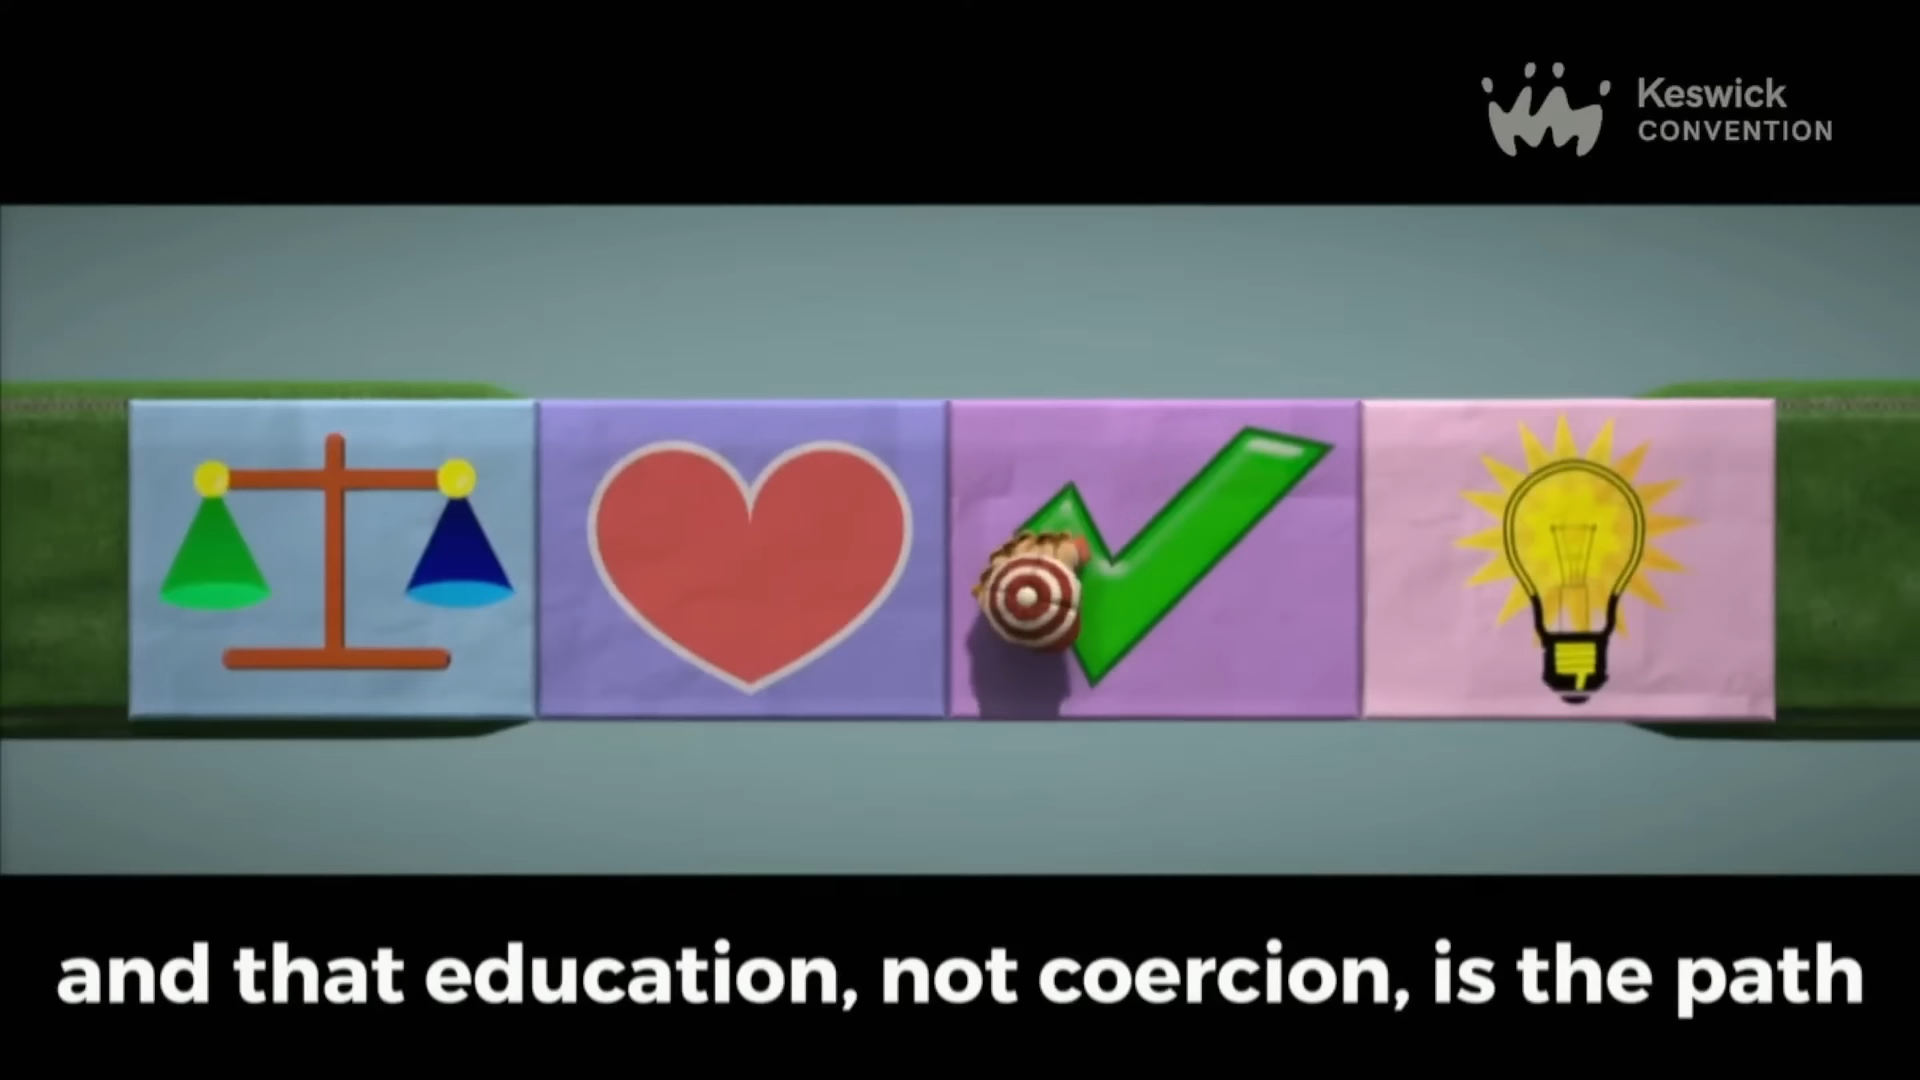 Keswick
CONVENTION
and that education, not coercion, is the path